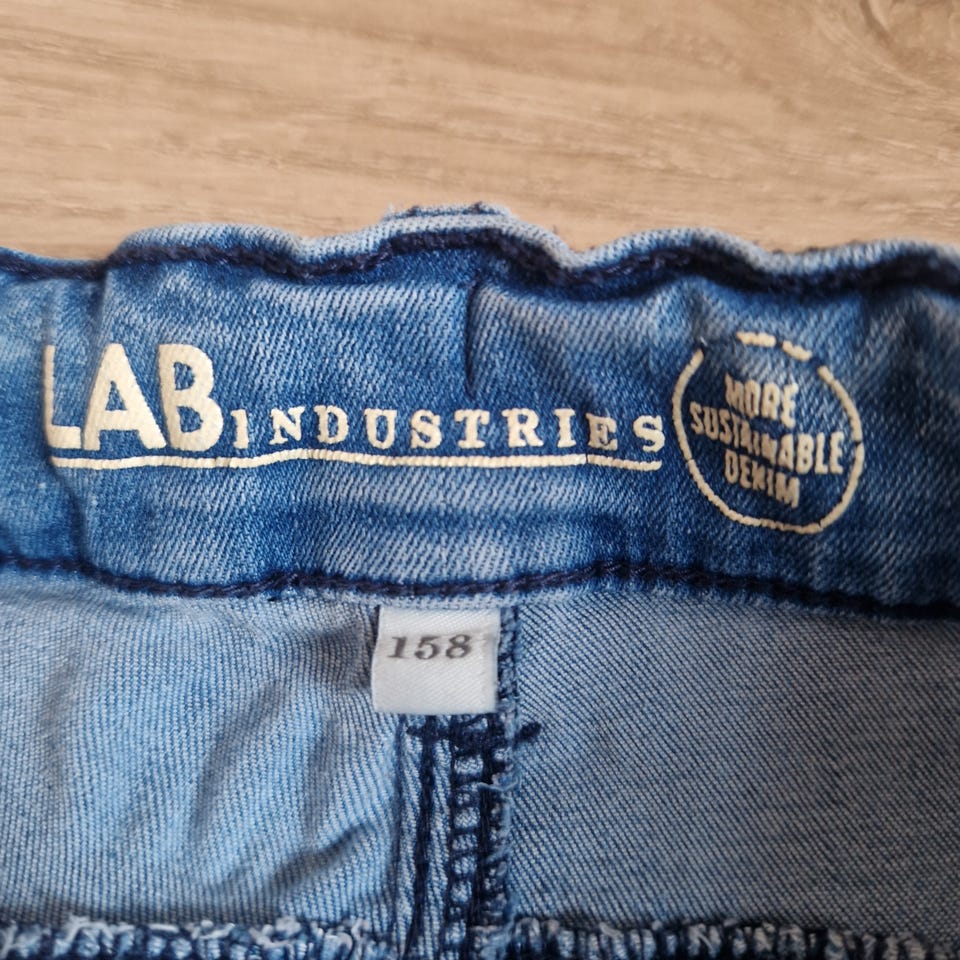 LAB INDUSTRIES
MORE
SUSTAINABLE
DENIM
158